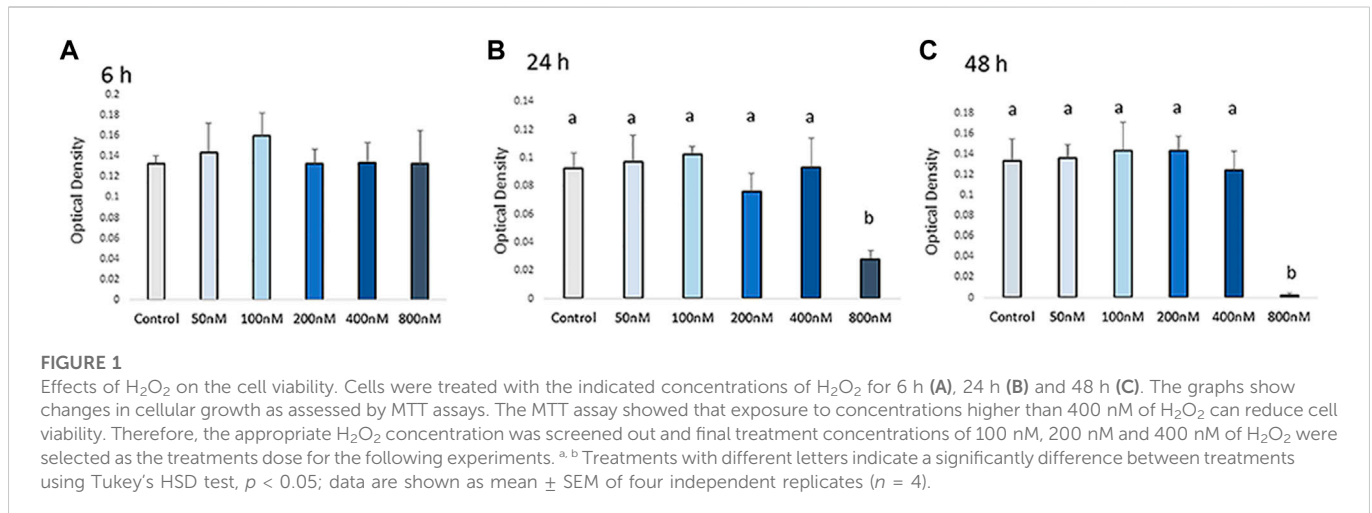 A
6 h
Optical Density
0.2
0.18
0.16
0.14
0.12
0.1
0.08
0.06
0.04
0.02
0
Control 50nM 100nM 200nM 400nM 800nM
B
24 h
Optical Density
0.14
0.12
0.1
0.08
0.06
0.04
0.02
0
a a a a a b
Control 50nM 100nM 200nM 400nM 800nM
C
48 h
Optical Density
0.18
0.16
0.14
0.12
0.1
0.08
0.06
0.04
0.02
0
a a a a a b
Control 50nM 100nM 200nM 400nM 800nM
FIGURE 1
Effects of H₂O₂ on the cell viability. Cells were treated with the indicated concentrations of H₂O₂ for 6 h (A), 24 h (B) and 48 h (C). The graphs show
changes in cellular growth as assessed by MTT assays. The MTT assay showed that exposure to concentrations higher than 400 nM of H₂O₂ can reduce cell
viability. Therefore, the appropriate H₂O₂ concentration was screened out and final treatment concentrations of 100 nM, 200 nM and 400 nM of H₂O₂ were
selected as the treatments dose for the following experiments. ᵃ, ᵇ Treatments with different letters indicate a significantly difference between treatments
using Tukey's HSD test, p < 0.05; data are shown as mean ± SEM of four independent replicates (n = 4).